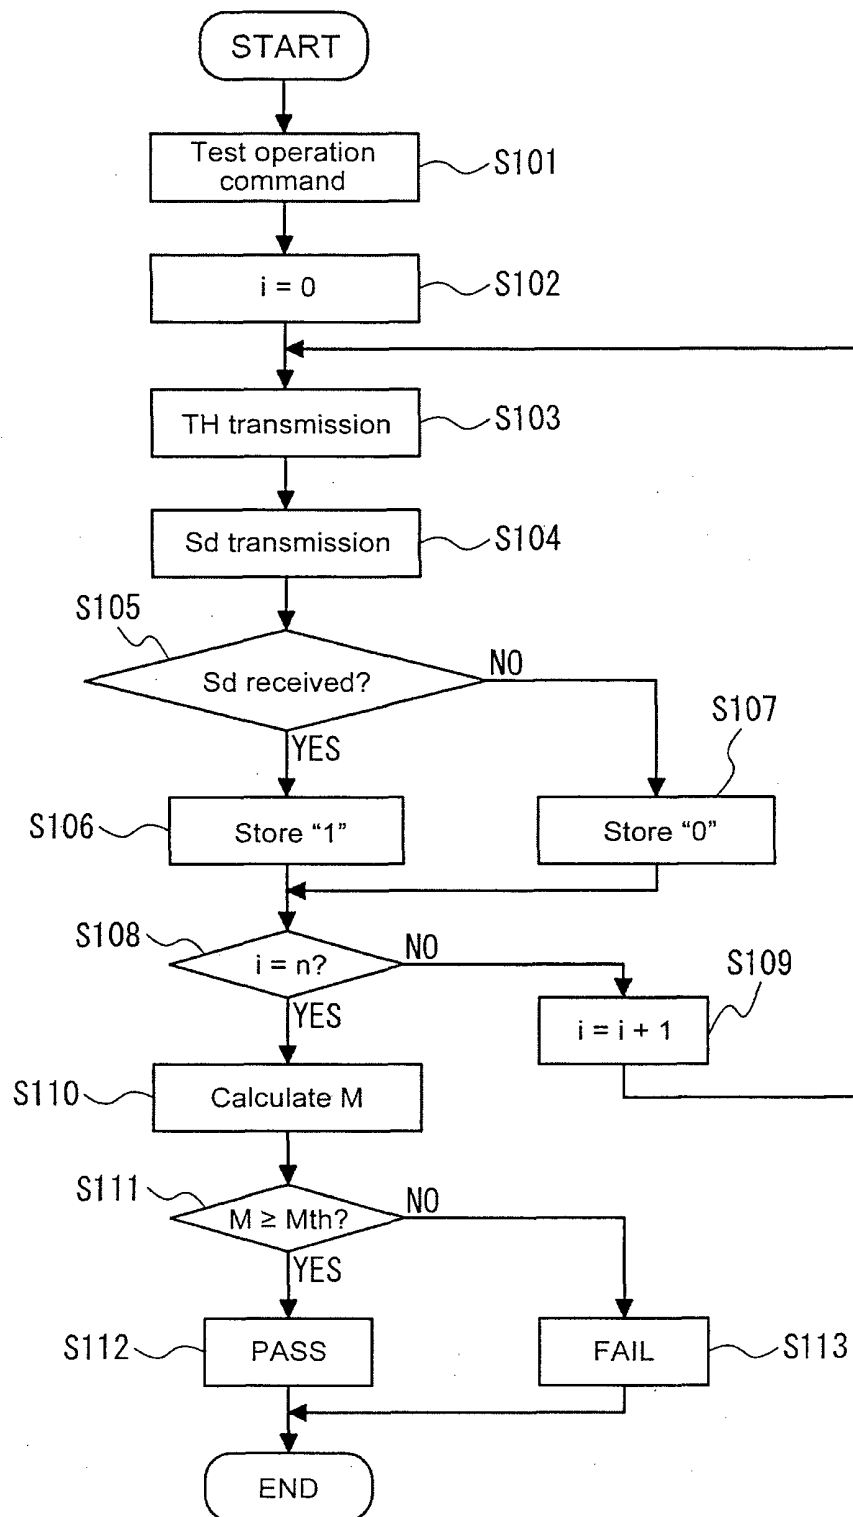 START
Test operation
command
S101
i = 0
S102
TH transmission
S103
Sd transmission
S104
S105
Sd received?
NO
YES
S107
S106
Store “1”
Store “0”
S108
i = n?
NO
YES
S109
i = i + 1
S110
Calculate M
S111
M ≥ Mth?
NO
YES
S112
PASS
FAIL
S113
END